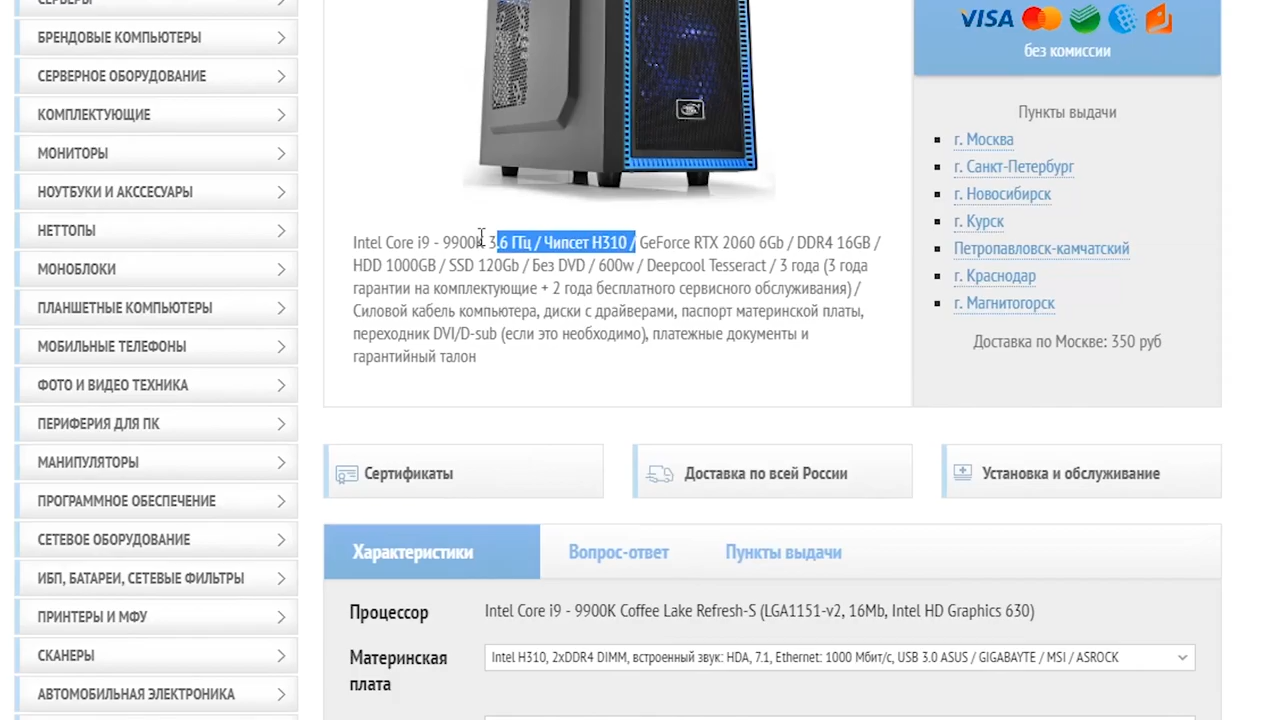 СЕРВЕРЫ
БРЕНДОВЫЕ КОМПЬЮТЕРЫ
СЕРВЕРНОЕ ОБОРУДОВАНИЕ
КОМПЛЕКТУЮЩИЕ
МОНИТОРЫ
НОУТБУКИ И АКССЕСУАРЫ
НЕТТОПЫ
МОНОБЛОКИ
ПЛАНШЕТНЫЕ КОМПЬЮТЕРЫ
МОБИЛЬНЫЕ ТЕЛЕФОНЫ
ФОТО И ВИДЕО ТЕХНИКА
ПЕРИФЕРИЯ ДЛЯ ПК
МАНИПУЛЯТОРЫ
ПРОГРАММНОЕ ОБЕСПЕЧЕНИЕ
СЕТЕВОЕ ОБОРУДОВАНИЕ
ИБП, БАТАРЕИ, СЕТЕВЫЕ ФИЛЬТРЫ
ПРИНТЕРЫ И МФУ
СКАНЕРЫ
АВТОМОБИЛЬНАЯ ЭЛЕКТРОНИКА
Intel Core i9 - 9900K 3.6 ГГц / Чипсет H310 / GeForce RTX 2060 6Gb / DDR4 16GB /
HDD 1000GB / SSD 120Gb / Без DVD / 600w / Deepcool Tesseract / 3 года (3 года
гарантии на комплектующие + 2 года бесплатного сервисного обслуживания) /
Силовой кабель компьютера, диски с драйверами, паспорт материнской платы,
переходник DVI/D-sub (если это необходимо), платежные документы и
гарантийный талон
VISA
без комиссии
Пункты выдачи
г. Москва
г. Санкт-Петербург
г. Новосибирск
г. Курск
Петропавловск-камчатский
г. Краснодар
г. Магнитогорск
Доставка по Москве: 350 руб
Сертификаты
Доставка по всей России
Установка и обслуживание
Характеристики
Вопрос-ответ
Пункты выдачи
Процессор
Intel Core i9 - 9900K Coffee Lake Refresh-S (LGA1151-v2, 16Mb, Intel HD Graphics 630)
Материнская
плата
Intel H310, 2xDDR4 DIMM, встроенный звук: HDA, 7.1, Ethernet: 1000 Мбит/с, USB 3.0 ASUS / GIGABYTE / MSI / ASROCK